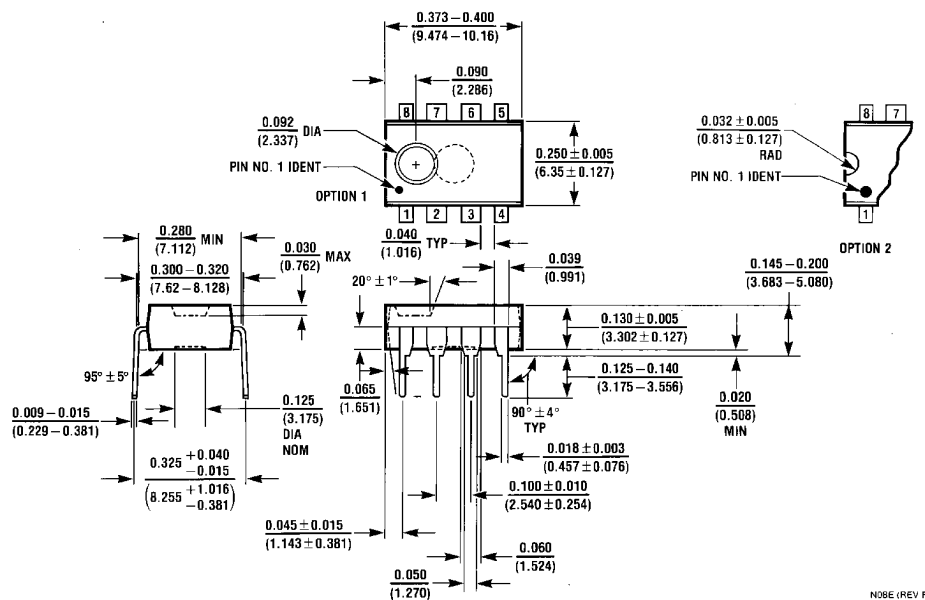 0.373–0.400
(9.474–10.16)
0.090
(2.286)
8 7 6 5
0.092 DIA
(2.337)
PIN NO. 1 IDENT
OPTION 1
1 2 3 4
0.250 ± 0.005
(6.35 ± 0.127)
0.032 ± 0.005
(0.813 ± 0.127)
RAD
PIN NO. 1 IDENT
8 7
1
OPTION 2
0.280 MIN
(7.112)
0.300–0.320
(7.62–8.128)
0.030 MAX
(0.762)
0.040 TYP
(1.016)
0.039
(0.991)
0.145–0.200
(3.683–5.080)
20° ± 1°
0.130 ± 0.005
(3.302 ± 0.127)
95° ± 5°
0.065
(1.651)
0.125–0.140
(3.175–3.556)
0.020
(0.508)
MIN
90° ± 4°
TYP
0.009–0.015
(0.229–0.381)
0.125
(3.175)
DIA
NOM
0.018 ± 0.003
(0.457 ± 0.076)
0.325 +0.040
−0.015
(8.255 +1.016
−0.381)
0.100 ± 0.010
(2.540 ± 0.254)
0.045 ± 0.015
(1.143 ± 0.381)
0.060
(1.524)
0.050
(1.270)
N08E (REV F